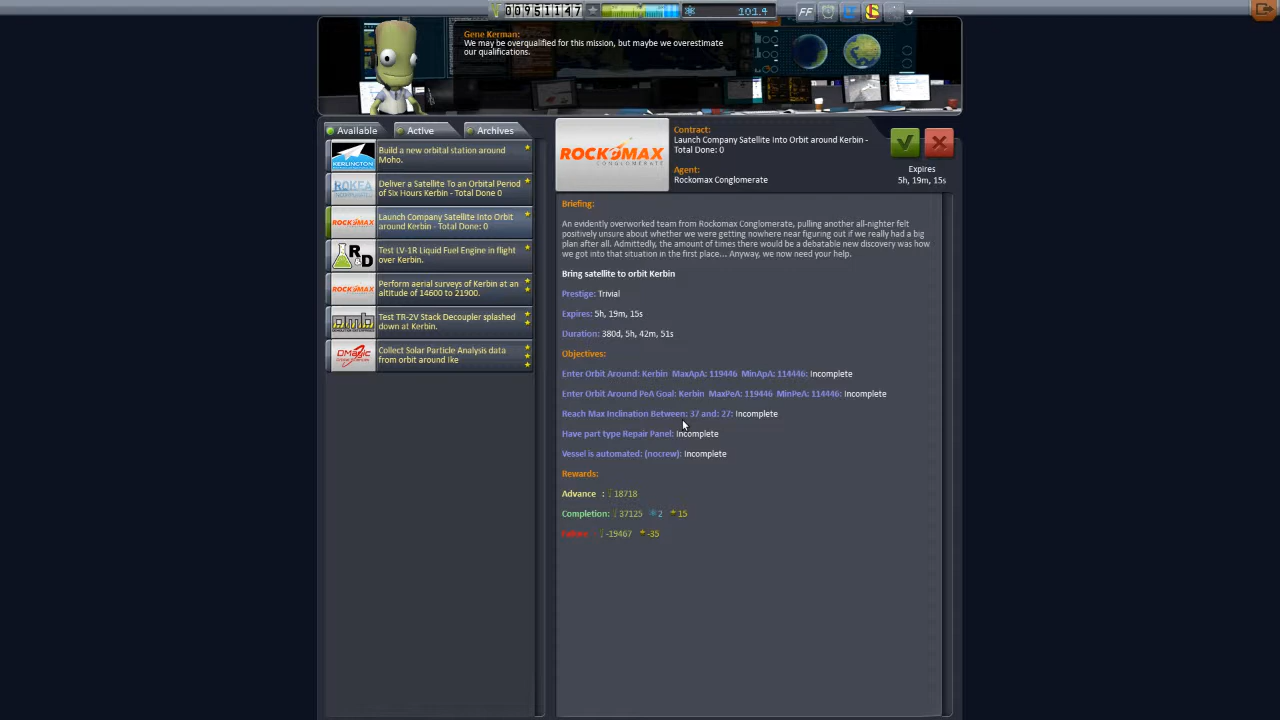 00951147
101.4
FF
Gene Kerman:
We may be overqualified for this mission, but maybe we overestimate
our qualifications.
Available
Active
Archives
KERLINGTON
Build a new orbital station around
Moho.
ROKEA
INCORPORATED
Deliver a Satellite To an Orbital Period
of Six Hours Kerbin - Total Done 0
ROCKOMAX
Launch Company Satellite Into Orbit
around Kerbin - Total Done: 0
R&D
Test LV-1R Liquid Fuel Engine in flight
over Kerbin.
ROCKOMAX
Perform aerial surveys of Kerbin at an
altitude of 14600 to 21900.
Test TR-2V Stack Decoupler splashed
down at Kerbin.
DMagic
Collect Solar Particle Analysis data
from orbit around Ike
ROCKOMAX
CONGLOMERATE
Contract:
Launch Company Satellite Into Orbit around Kerbin -
Total Done: 0
Agent:
Rockomax Conglomerate
Expires
5h, 19m, 15s
Briefing:
An evidently overworked team from Rockomax Conglomerate, pulling another all-nighter felt
positively unsure about whether we were getting nowhere near figuring out if we really had a big
plan after all. Admittedly, the amount of times there would be a debatable new discovery was how
we got into that situation in the first place... Anyway, we now need your help.
Bring satellite to orbit Kerbin
Prestige: Trivial
Expires: 5h, 19m, 15s
Duration: 380d, 5h, 42m, 51s
Objectives:
Enter Orbit Around: Kerbin MaxApA: 119446 MinApA: 114446: Incomplete
Enter Orbit Around PeA Goal: Kerbin MaxPeA: 119446 MinPeA: 114446: Incomplete
Reach Max Inclination Between: 37 and: 27: Incomplete
Have part type Repair Panel: Incomplete
Vessel is automated: (nocrew): Incomplete
Rewards:
Advance : 18718
Completion: 37125 2 15
Failure: -19467 -35